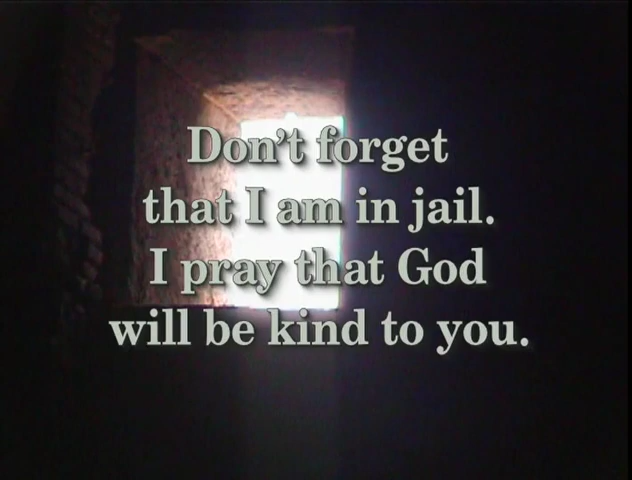 Don't forget
that I am in jail.
I pray that God
will be kind to you.